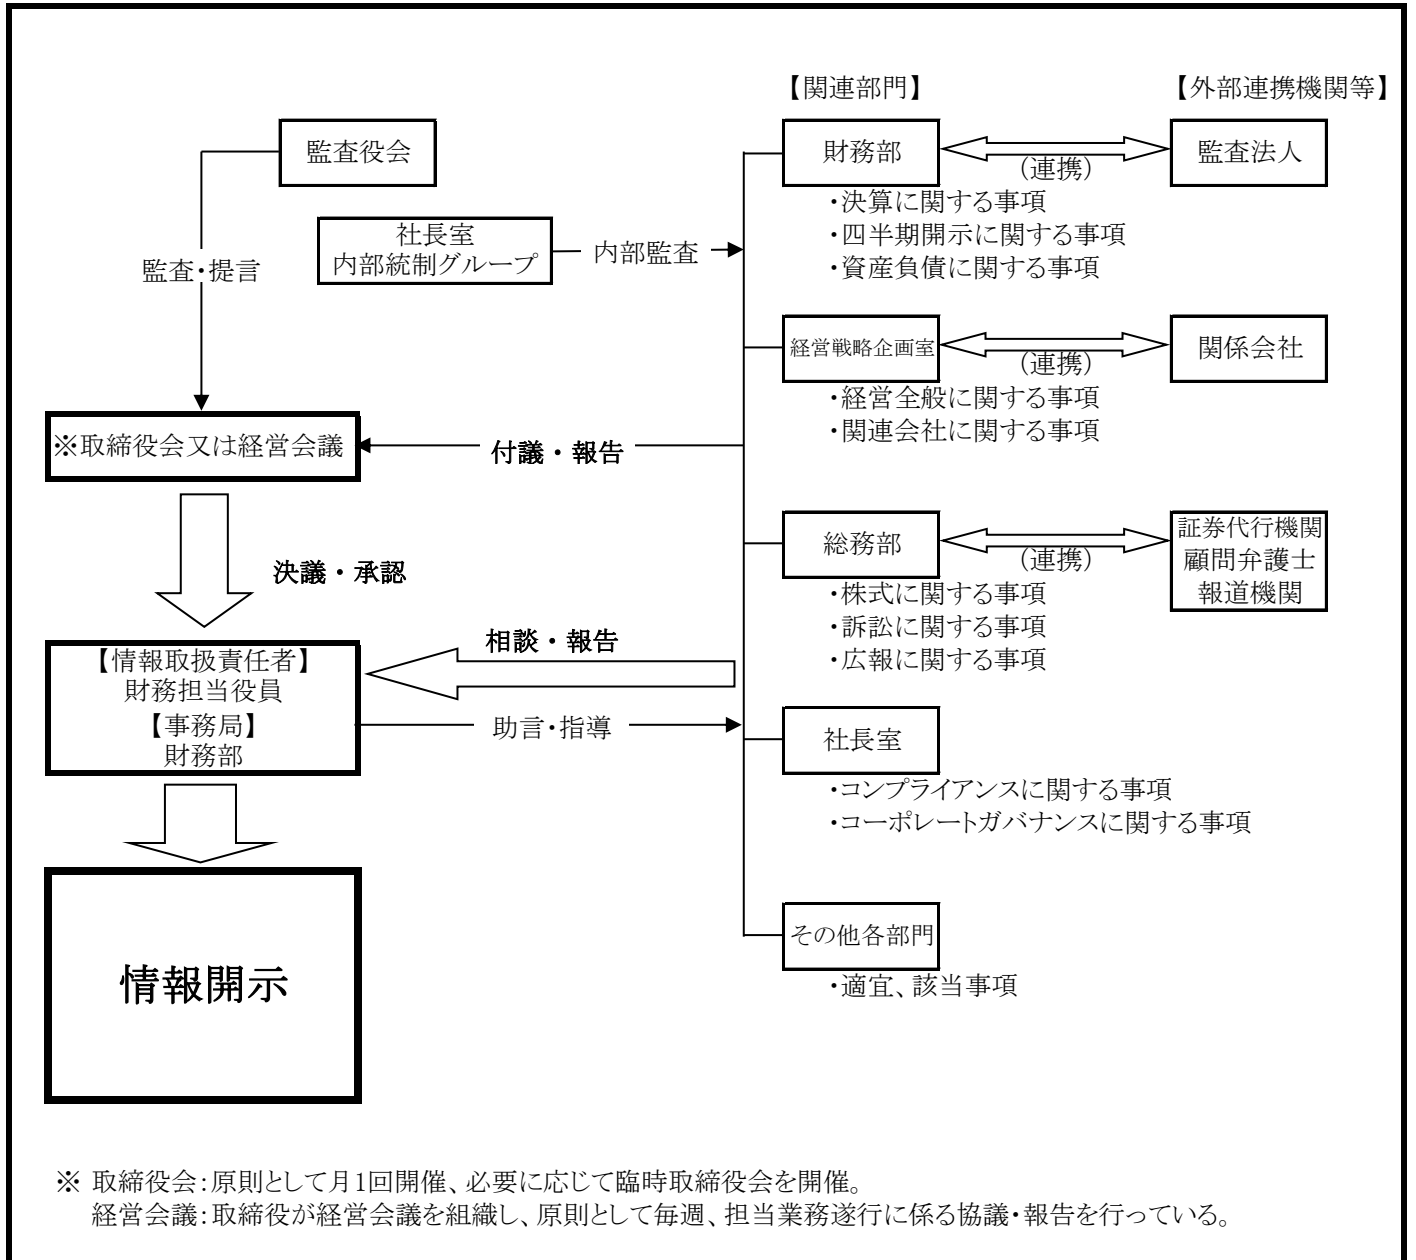 【関連部門】
【外部連携機関等】
監査役会
財務部
(連携)
監査法人
・決算に関する事項
・四半期開示に関する事項
・資産負債に関する事項
社長室
内部統制グループ
内部監査
監査・提言
経営戦略企画室
(連携)
関係会社
・経営全般に関する事項
・関連会社に関する事項
※取締役会又は経営会議
付議・報告
総務部
(連携)
証券代行機関
顧問弁護士
報道機関
・株式に関する事項
・訴訟に関する事項
・広報に関する事項
決議・承認
相談・報告
【情報取扱責任者】
財務担当役員
【事務局】
財務部
助言・指導
社長室
・コンプライアンスに関する事項
・コーポレートガバナンスに関する事項
その他各部門
・適宜、該当事項
情報開示
※ 取締役会：原則として月1回開催、必要に応じて臨時取締役会を開催。
経営会議：取締役が経営会議を組織し、原則として毎週、担当業務遂行に係る協議・報告を行っている。